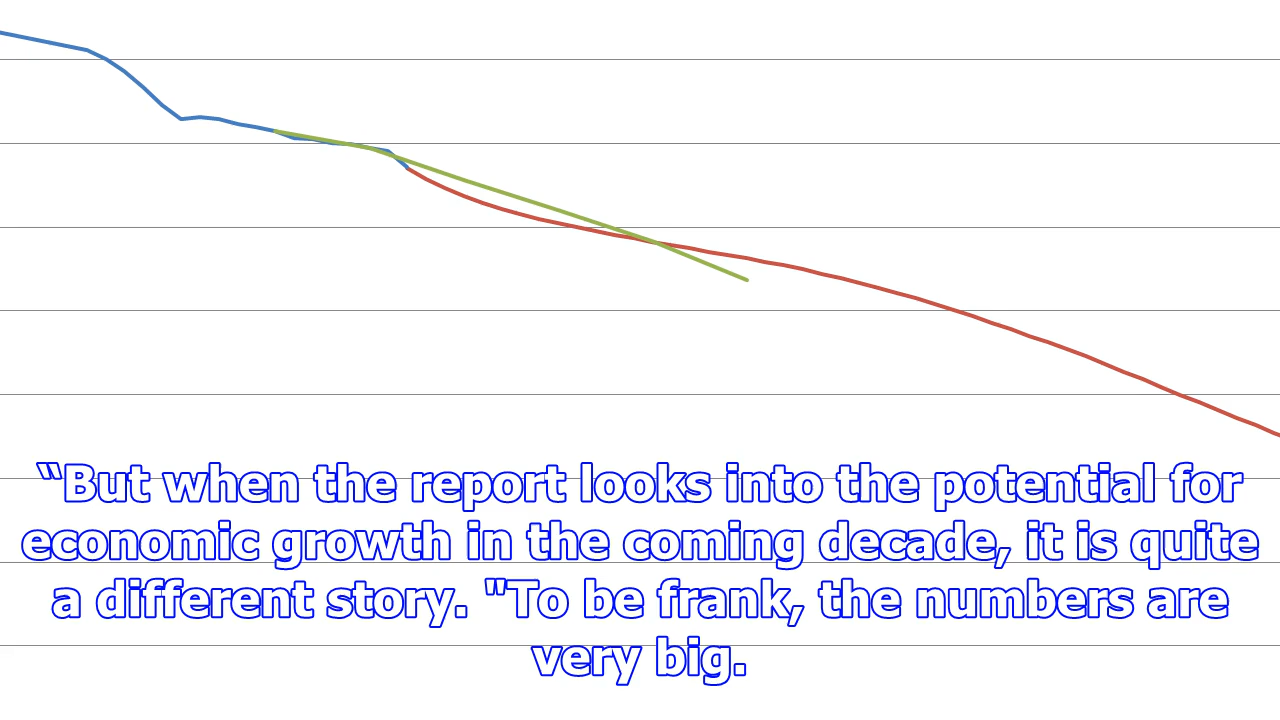 “But when the report looks into the potential for
economic growth in the coming decade, it is quite
a different story. "To be frank, the numbers are
very big.